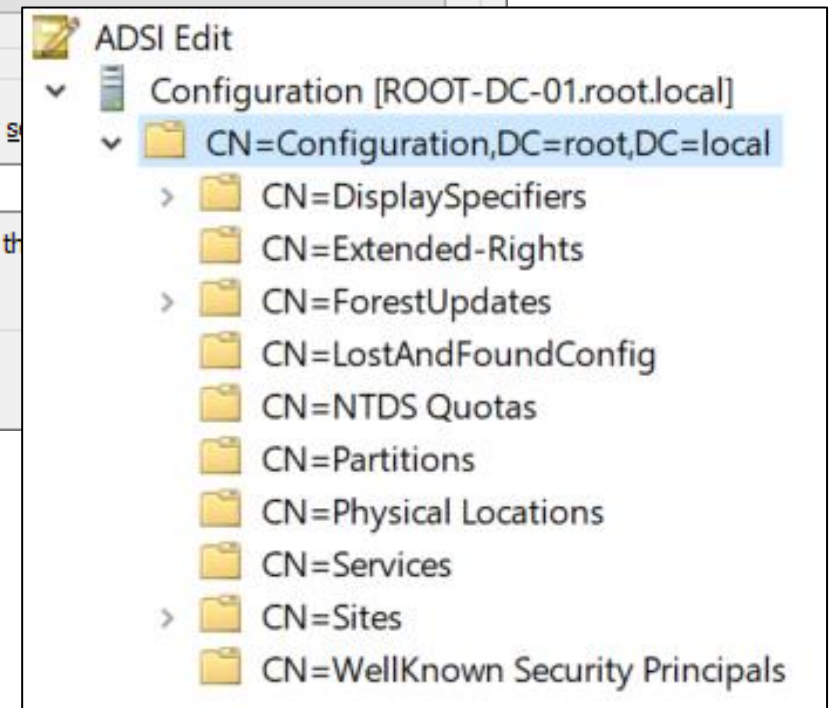 ADSI Edit
Configuration [ROOT-DC-01.root.local]
CN=Configuration,DC=root,DC=local
CN=DisplaySpecifiers
CN=Extended-Rights
CN=ForestUpdates
CN=LostAndFoundConfig
CN=NTDS Quotas
CN=Partitions
CN=Physical Locations
CN=Services
CN=Sites
CN=WellKnown Security Principals